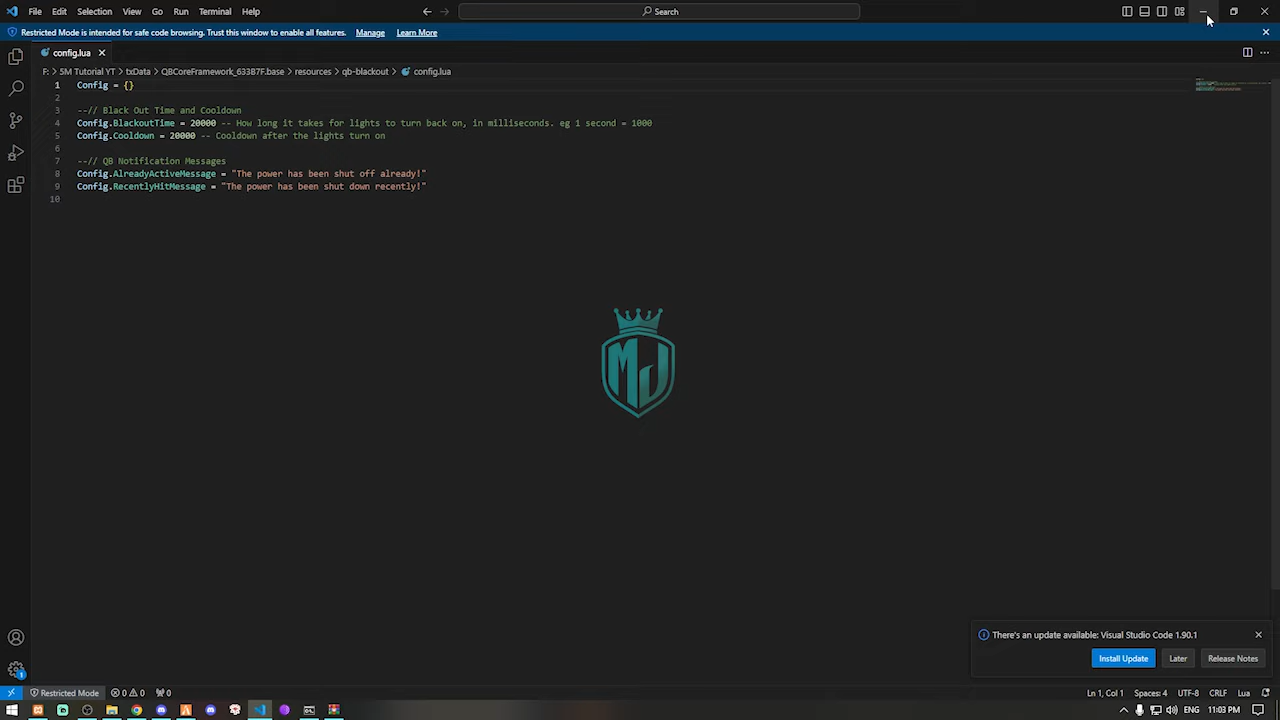 File Edit Selection View Go Run Terminal Help
Search
Restricted Mode is intended for safe code browsing. Trust this window to enable all features. Manage Learn More
config.lua
F: > 5M Tutorial YT > txData > QBCoreFramework_633B7F.base > resources > qb-blackout > config.lua
1 Config = {}
2
3 --// Black Out Time and Cooldown
4 Config.BlackoutTime = 20000 -- How long it takes for lights to turn back on, in milliseconds. eg 1 second = 1000
5 Config.Cooldown = 20000 -- Cooldown after the lights turn on
6
7 --// QB Notification Messages
8 Config.AlreadyActiveMessage = "The power has been shut off already!"
9 Config.RecentlyHitMessage = "The power has been shut down recently!"
10
MJ
There's an update available: Visual Studio Code 1.90.1
Install Update Later Release Notes
1
Restricted Mode 0 0 0 Ln 1, Col 1 Spaces: 4 UTF-8 CRLF Lua
ENG 11:03 PM